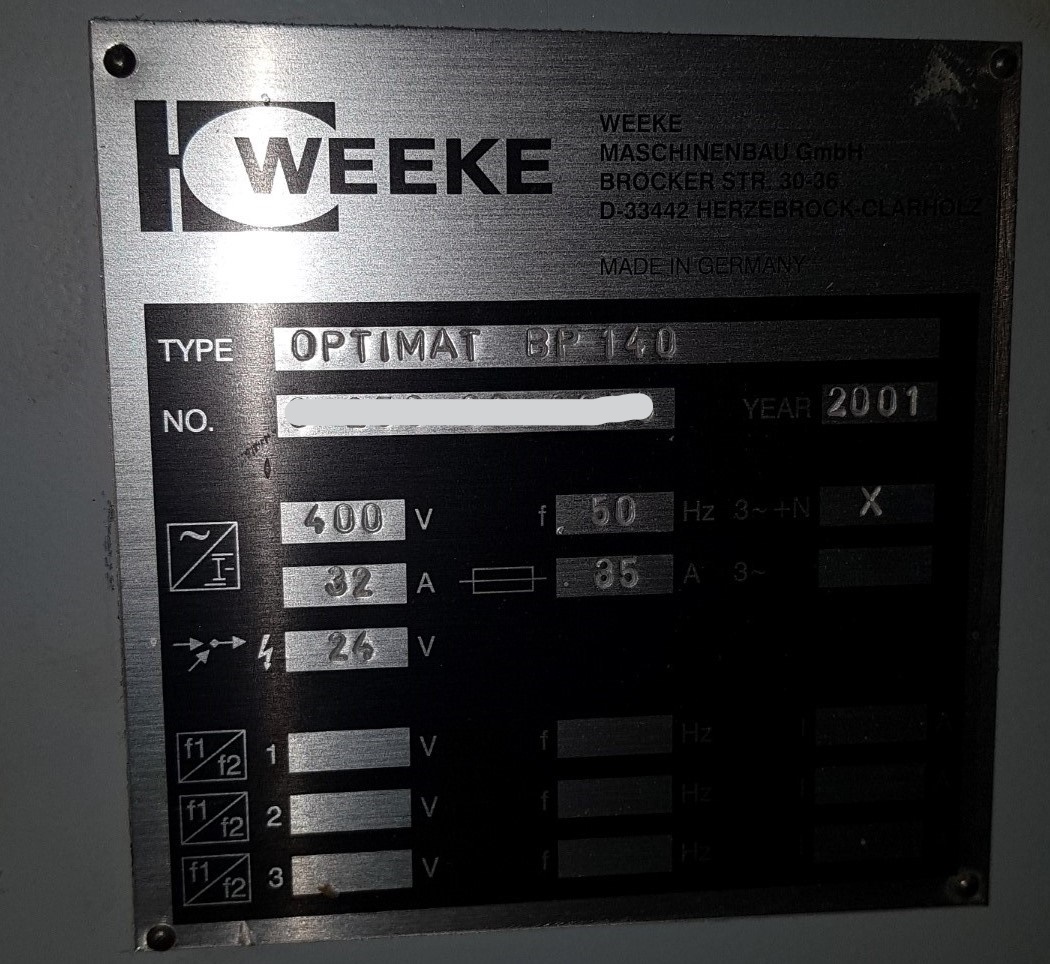 WEEKE
WEEKE
MASCHINENBAU GmbH
BROCKER STR. 30-36
D-33442 HERZEBROCK-CLARHOLZ
MADE IN GERMANY
TYPE OPTIMAT BP 140
NO. YEAR 2001
400 V f 50 Hz 3~+N X
32 A 35 A 3~
24 V
f1/f2 1 V f Hz I
f1/f2 2 V f Hz I
f1/f2 3 V f Hz I